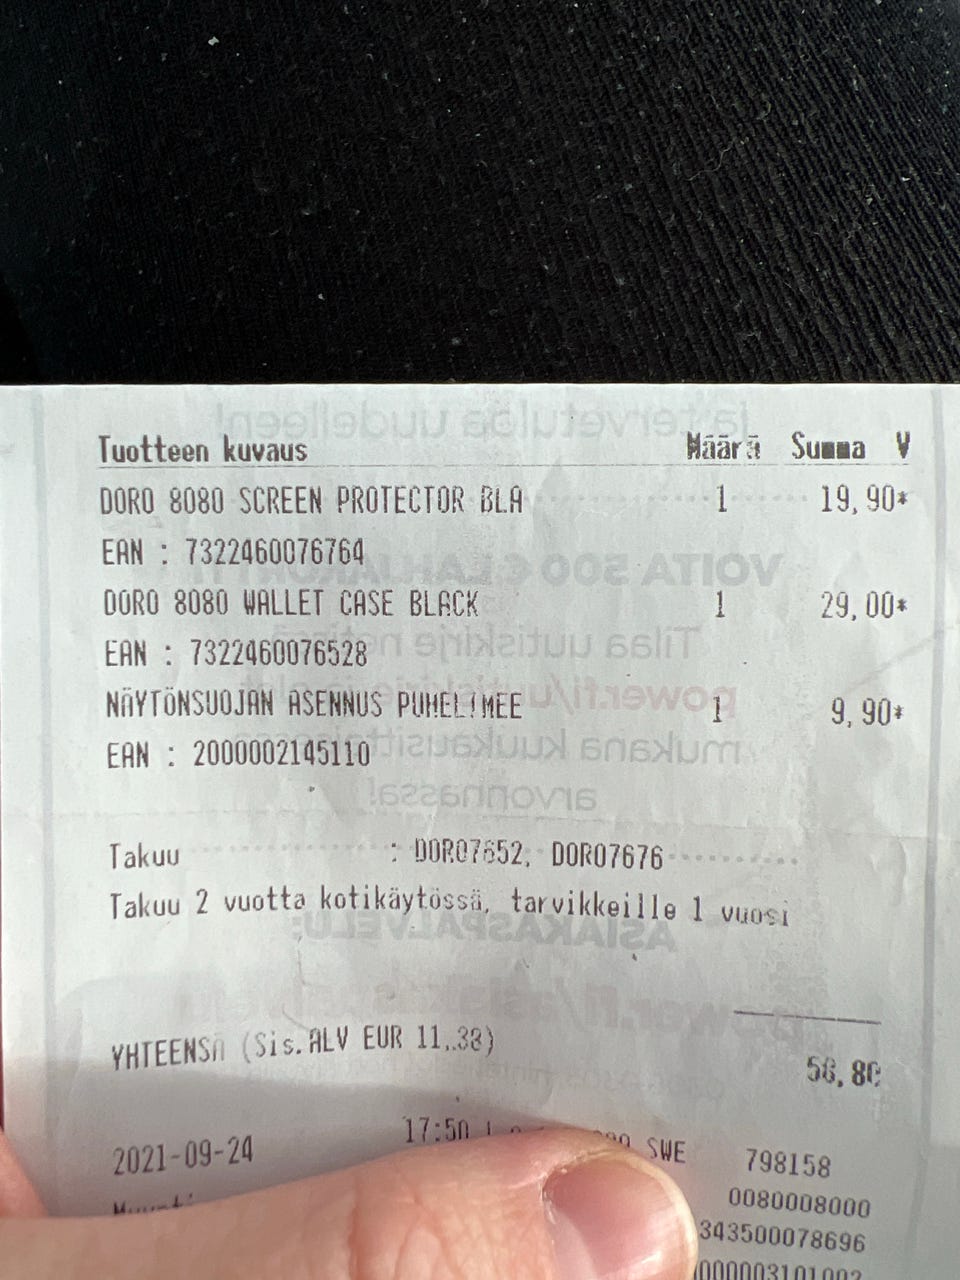 Tuotteen kuvaus Määrä Summa V
DORO 8080 SCREEN PROTECTOR BLA 1 19,90*
EAN : 7322460076764
DORO 8080 WALLET CASE BLACK 1 29,00*
EAN : 7322460076528
NÄYTÖNSUOJAN ASENNUS PUHELIMEE 1 9,90*
EAN : 2000002145110
Takuu : DORO7652, DORO7676
Takuu 2 vuotta kotikäytössä, tarvikkeille 1 vuosi
YHTEENSÄ (Sis.ALV EUR 11,38)
58,80
2021-09-24 17:50 SWE 798158
0080008000
343500078696